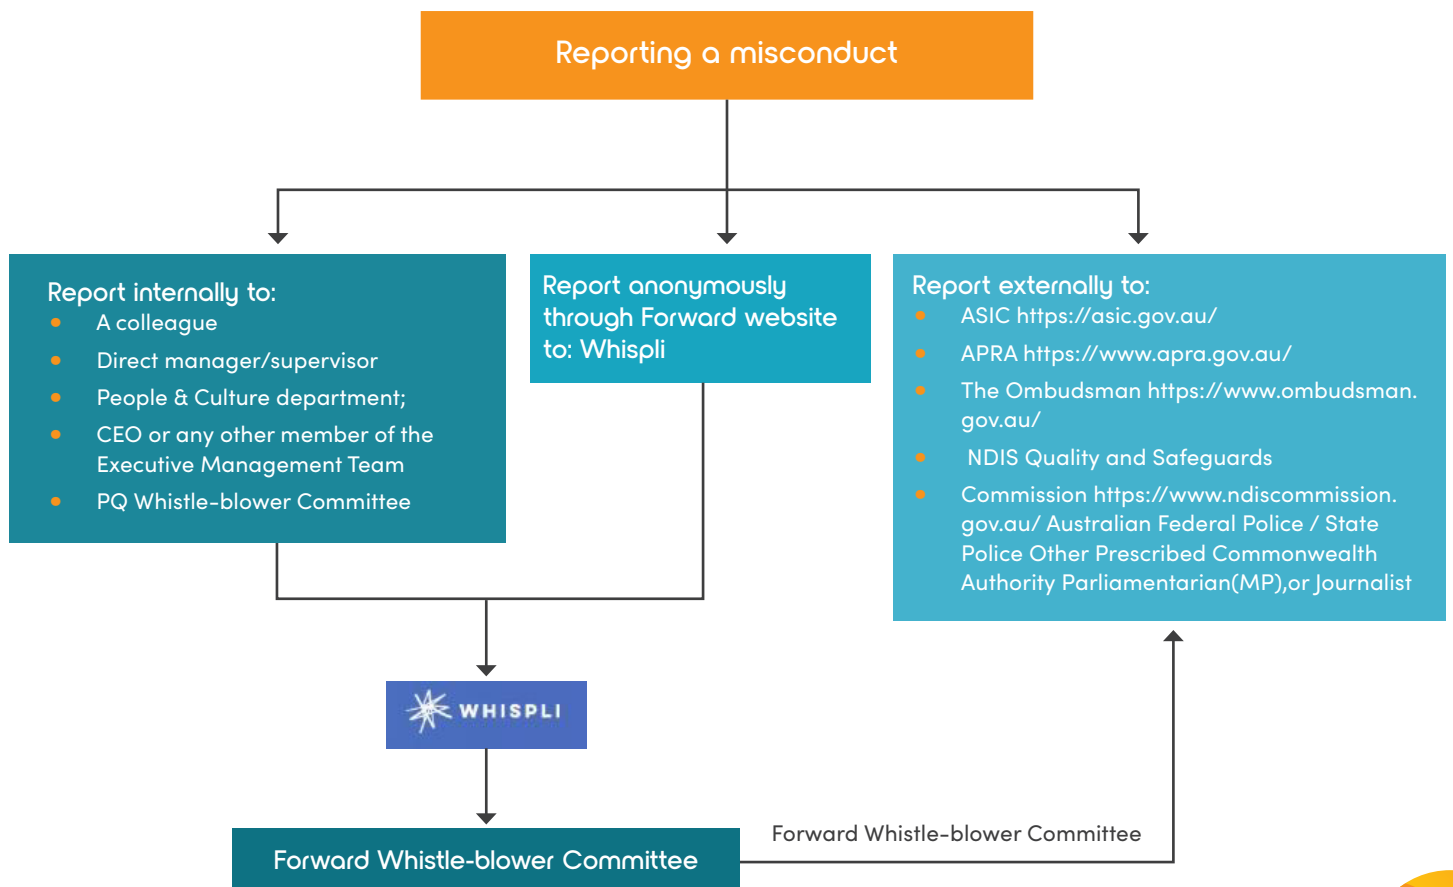 Reporting a misconduct
Report internally to:
A colleague
Direct manager/supervisor
People & Culture department;
CEO or any other member of the
Executive Management Team
PQ Whistle-blower Committee
Report anonymously
through Forward website
to: Whispli
Report externally to:
ASIC https://asic.gov.au/
APRA https://www.apra.gov.au/
The Ombudsman https://www.ombudsman.
gov.au/
NDIS Quality and Safeguards
Commission https://www.ndiscommission.
gov.au/ Australian Federal Police / State
Police Other Prescribed Commonwealth
Authority Parliamentarian(MP),or Journalist
WHISPLI
Forward Whistle-blower Committee
Forward Whistle-blower Committee